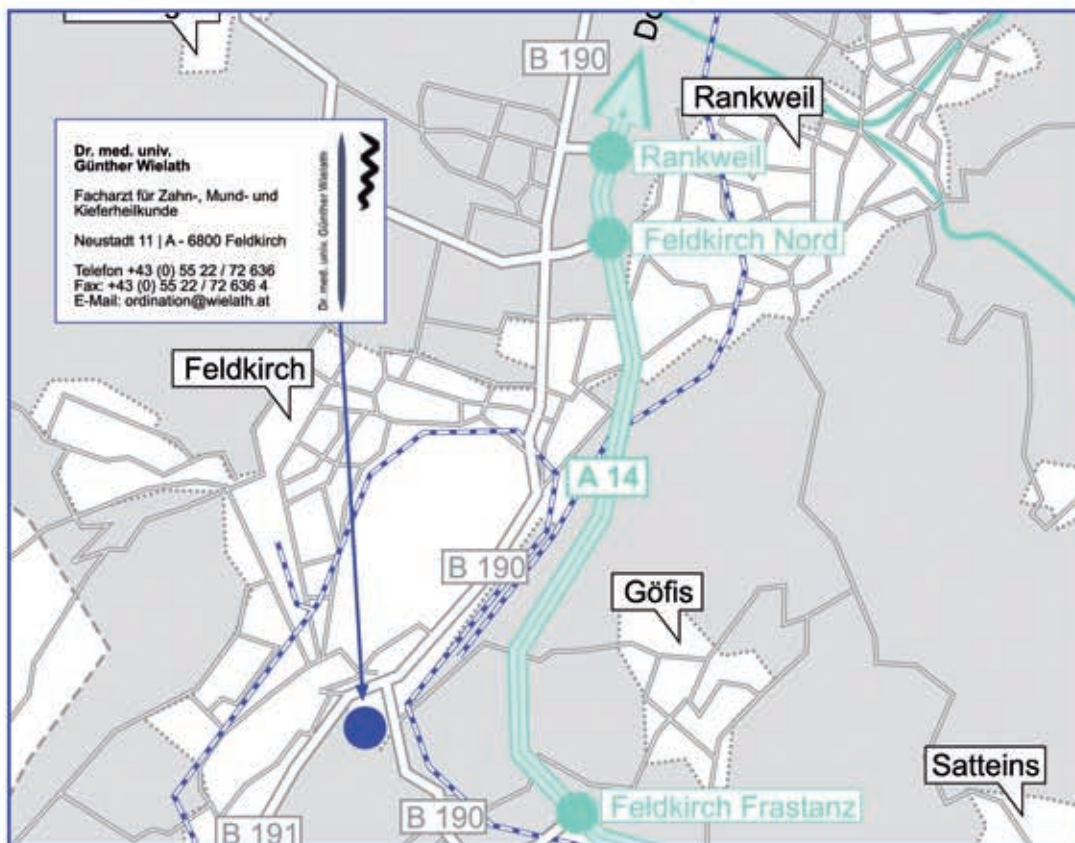 B 190
Do
Rankweil
Rankweil
Feldkirch Nord
Dr. med. univ.
Günther Wielath
Facharzt für Zahn-, Mund- und
Kieferheilkunde
Neustadt 11 | A - 6800 Feldkirch
Telefon +43 (0) 55 22 / 72 636
Fax: +43 (0) 55 22 / 72 636 4
E-Mail: ordination@wielath.at
Dr. med. univ. Günther Wielath
Feldkirch
A 14
B 190
Göfis
Satteins
Feldkirch Frastanz
B 190
B 191